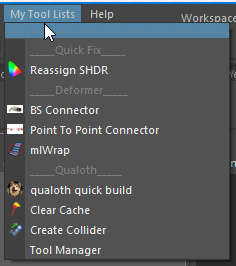 My Tool Lists Help Workspace
_____Quick Fix_____
Reassign SHDR
_____Deformer_____
BS Connector
Point To Point Connector
mlWrap
_____Qualoth_____
qualoth quick build
Clear Cache
Create Collider
Tool Manager